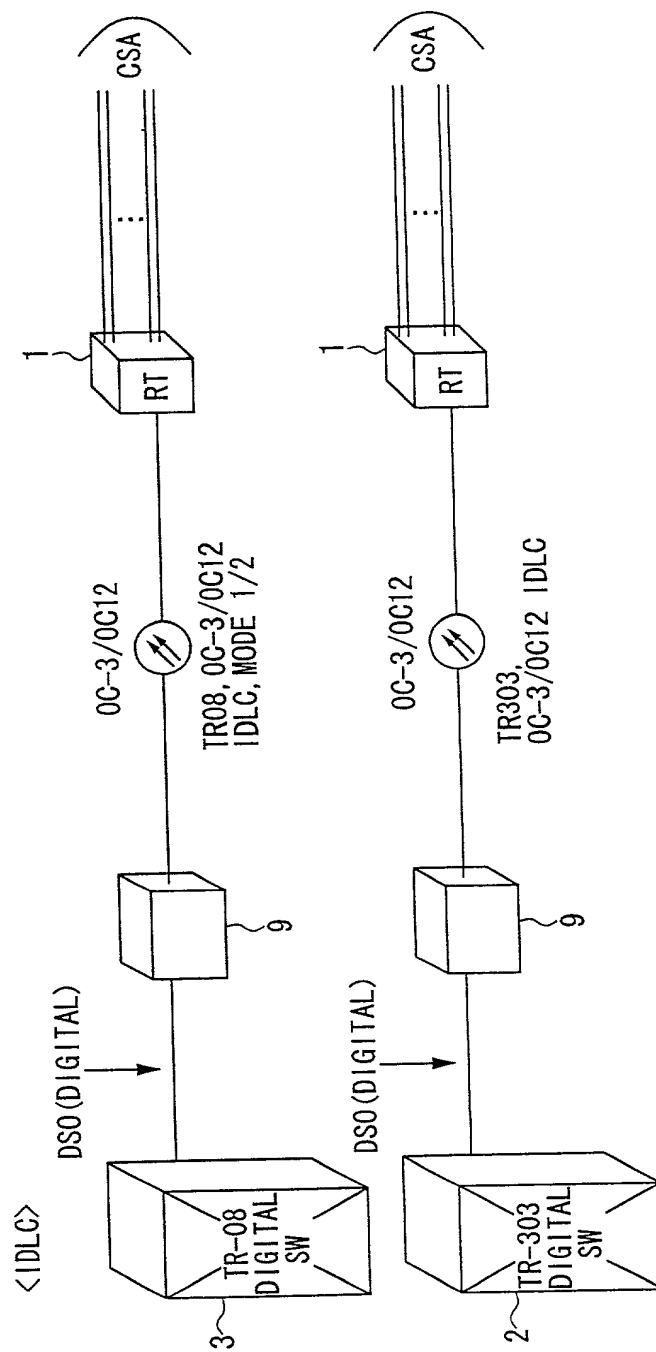 <IDLC>
3
TR-08
DIGITAL
SW
DS0(DIGITAL)
9
OC-3/OC12
TR08, OC-3/OC12
IDLC, MODE 1/2
1
RT
...
CSA
2
TR-303
DIGITAL
SW
DS0(DIGITAL)
9
OC-3/OC12
TR303,
OC-3/OC12 IDLC
1
RT
...
CSA